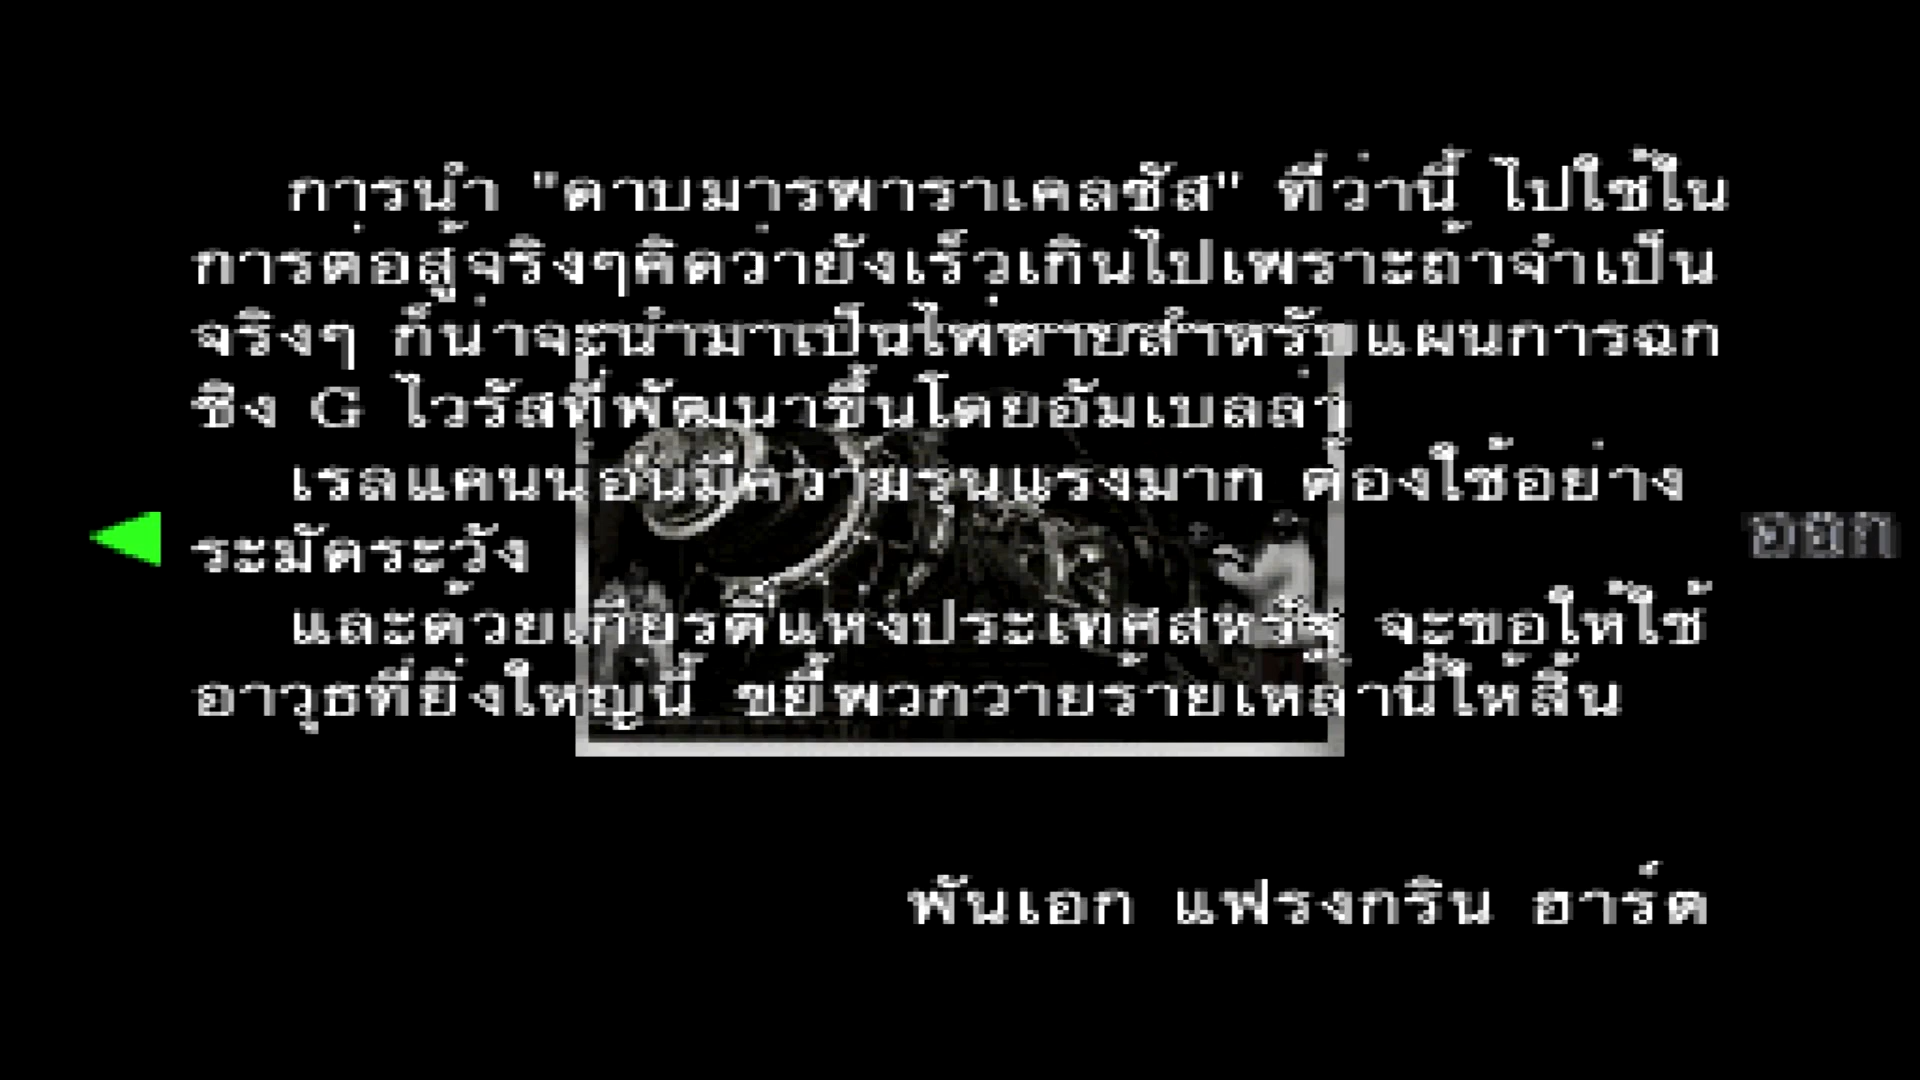 การนำ "ดาบมารพาราเคลซัส" ที่ว่านี้ ไปใช้ใน
การต่อสู้จริงๆคิดว่ายังเร็วเกินไปเพราะถ้าจำเป็น
จริงๆ ก็น่าจะนำมาเป็นไพ่ตายสำหรับแผนการฉก
ชิง G ไวรัสที่พัฒนาขึ้นโดยอัมเบลล่า
เรลแคนน่อนมีความรุนแรงมาก ต้องใช้อย่าง
ระมัดระวัง
ออก
และด้วยเกียรติแห่งประเทศสหรัฐ จะขอให้ใช้
อาวุธที่ยิ่งใหญ่นี้ ขยี้พวกวายร้ายเหล่านี้ให้สิ้น
พันเอก แฟรงกริน ฮาร์ต